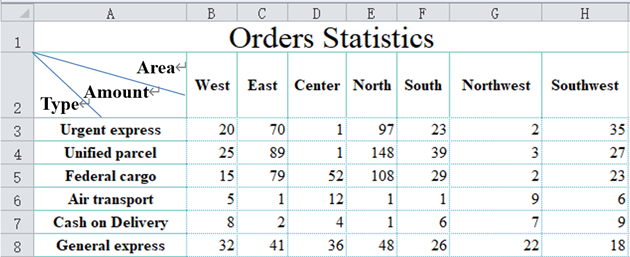 A B C D E F G H
1 Orders Statistics
2 Area↵ Amount↵ Type↵ West East Center North South Northwest Southwest
3 Urgent express 20 70 1 97 23 2 35
4 Unified parcel 25 89 1 148 39 3 27
5 Federal cargo 15 79 52 108 29 2 23
6 Air transport 5 1 12 1 1 9 6
7 Cash on Delivery 8 2 4 1 6 7 9
8 General express 32 41 36 48 26 22 18